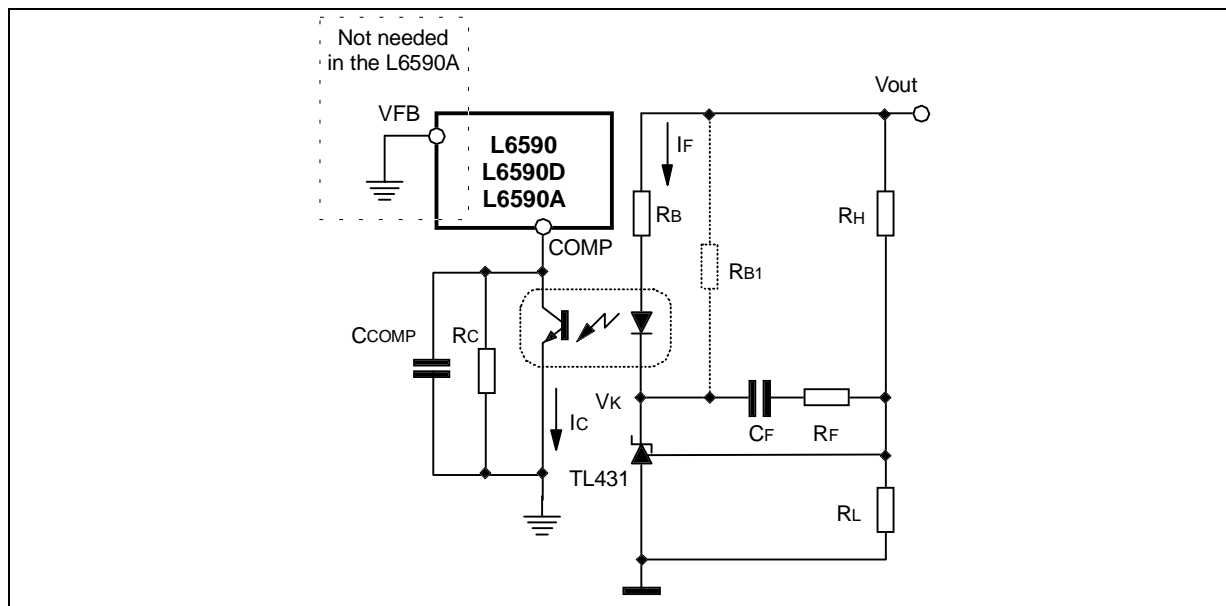 Not needed
in the L6590A
Vout
VFB
L6590
L6590D
L6590A
IF
RB
RH
COMP
RB1
CCOMP
RC
VK
IC
CF
RF
TL431
RL